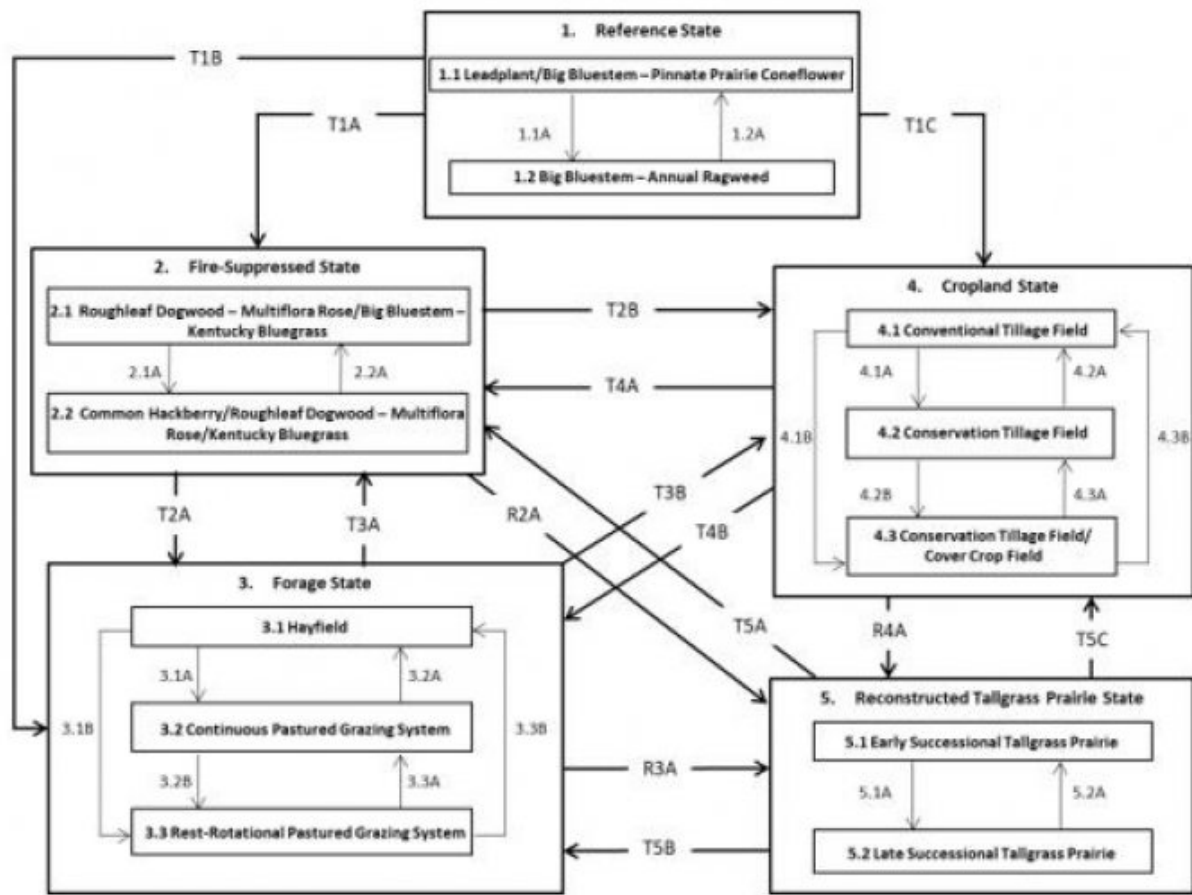 1. Reference State
T1B
1.1 Leadplant/Big Bluestem – Pinnate Prairie Coneflower
T1A
1.1A
1.2A
T1C
1.2 Big Bluestem – Annual Ragweed
2. Fire-Suppressed State
2.1 Roughleaf Dogwood – Multiflora Rose/Big Bluestem –
Kentucky Bluegrass
2.1A
2.2A
2.2 Common Hackberry/Roughleaf Dogwood – Multiflora
Rose/Kentucky Bluegrass
T2B
T4A
4. Cropland State
4.1 Conventional Tillage Field
4.1A
4.2A
4.2 Conservation Tillage Field
4.1B
4.3B
4.2B
4.3A
4.3 Conservation Tillage Field/
Cover Crop Field
T2A
T3A
R2A
T3B
T4B
T5A
R4A
T5C
3. Forage State
3.1 Hayfield
3.1A
3.2A
3.2 Continuous Pastured Grazing System
3.1B
3.3B
3.2B
3.3A
3.3 Rest-Rotational Pastured Grazing System
R3A
T5B
5. Reconstructed Tallgrass Prairie State
5.1 Early Successional Tallgrass Prairie
5.1A
5.2A
5.2 Late Successional Tallgrass Prairie